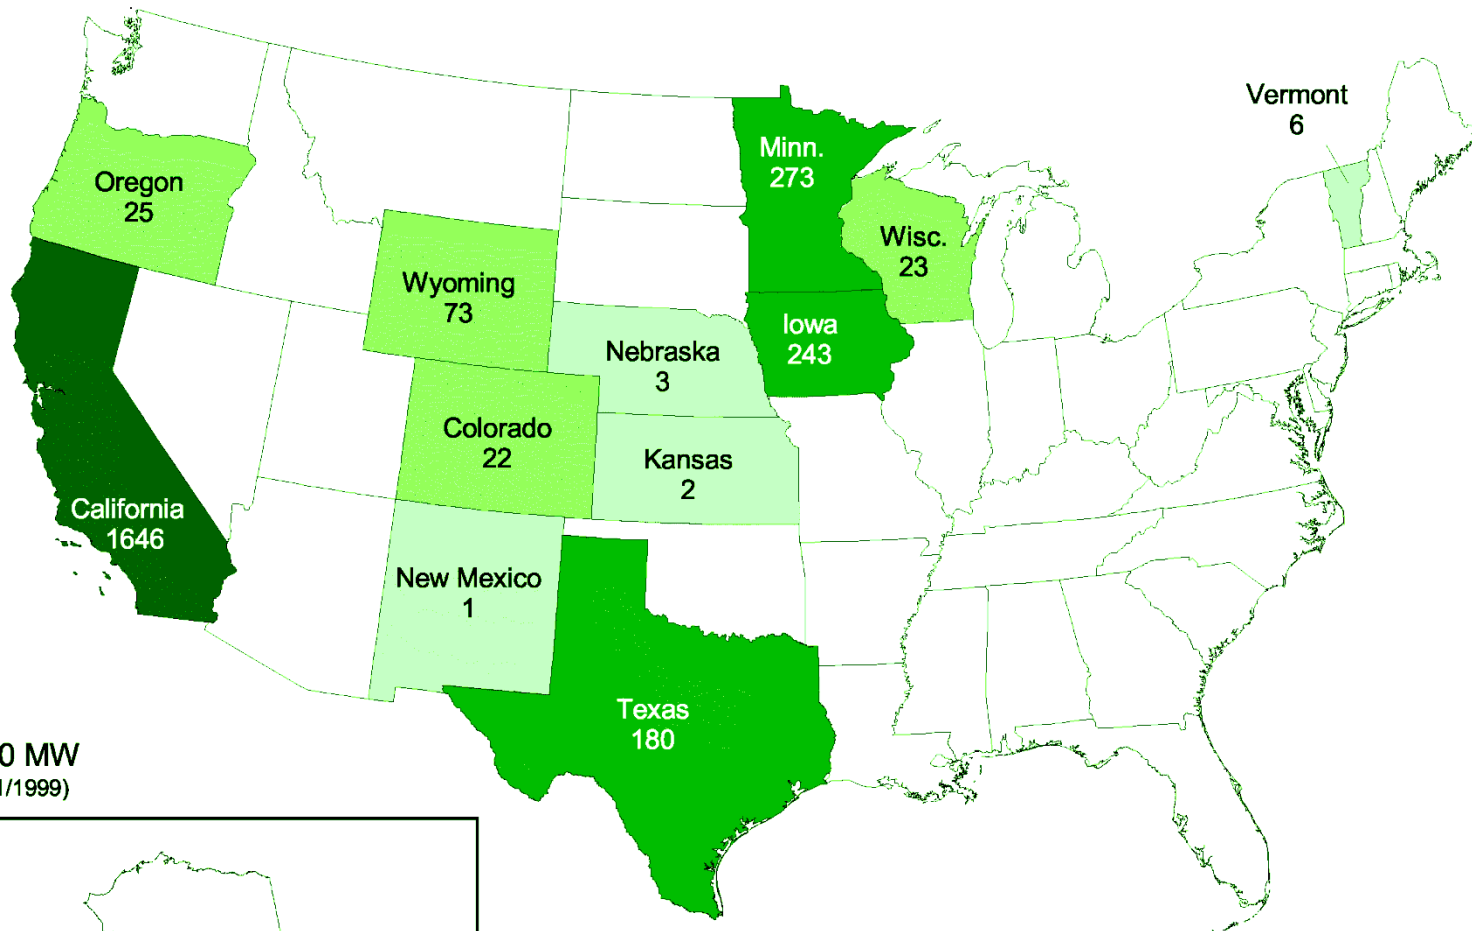 Vermont
6
Minn.
273
Oregon
25
Wisc.
23
Wyoming
73
Iowa
243
Nebraska
3
Colorado
22
Kansas
2
California
1646
New Mexico
1
Texas
180
0 MW
1/1999)